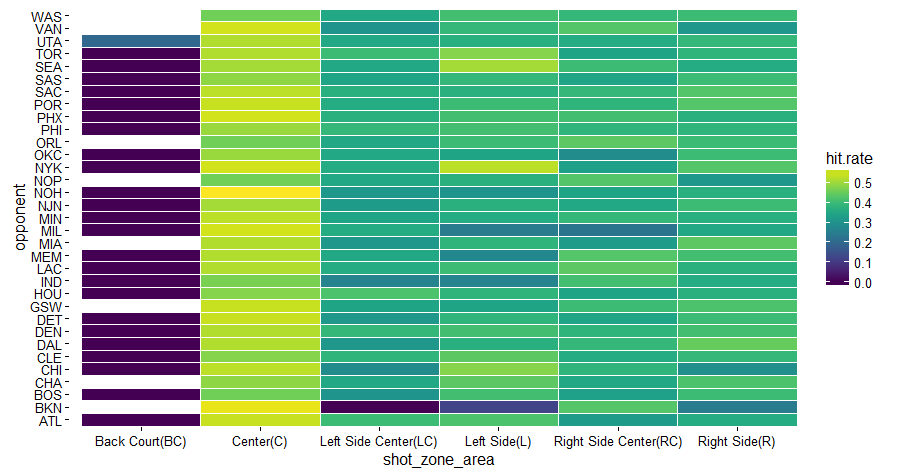 opponent
WAS
VAN
UTA
TOR
SEA
SAS
SAC
POR
PHX
PHI
ORL
OKC
NYK
NOP
NOH
NJN
MIN
MIL
MIA
MEM
LAC
IND
HOU
GSW
DET
DEN
DAL
CLE
CHI
CHA
BOS
BKN
ATL
Back Court(BC) Center(C) Left Side Center(LC) Left Side(L) Right Side Center(RC) Right Side(R)
shot_zone_area
hit.rate
0.5
0.4
0.3
0.2
0.1
0.0